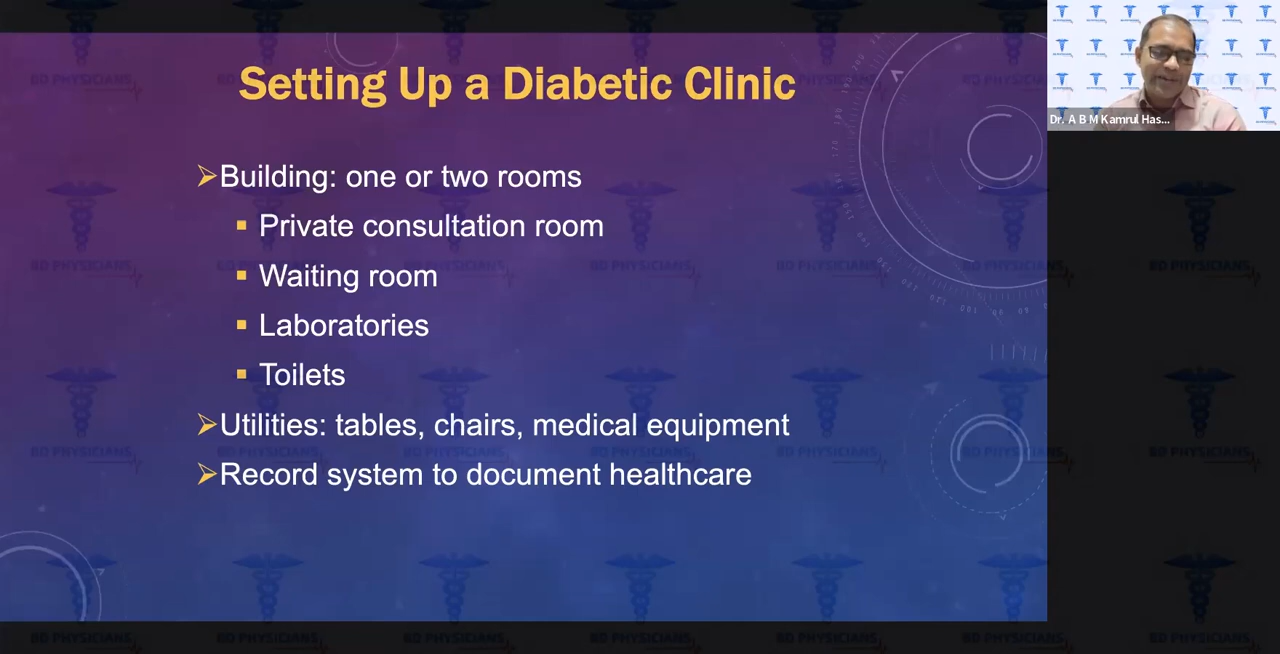 Setting Up a Diabetic Clinic
Building: one or two rooms
Private consultation room
Waiting room
Laboratories
Toilets
Utilities: tables, chairs, medical equipment
Record system to document healthcare
Dr. A B M Kamrul Has...
BD PHYSICIANS